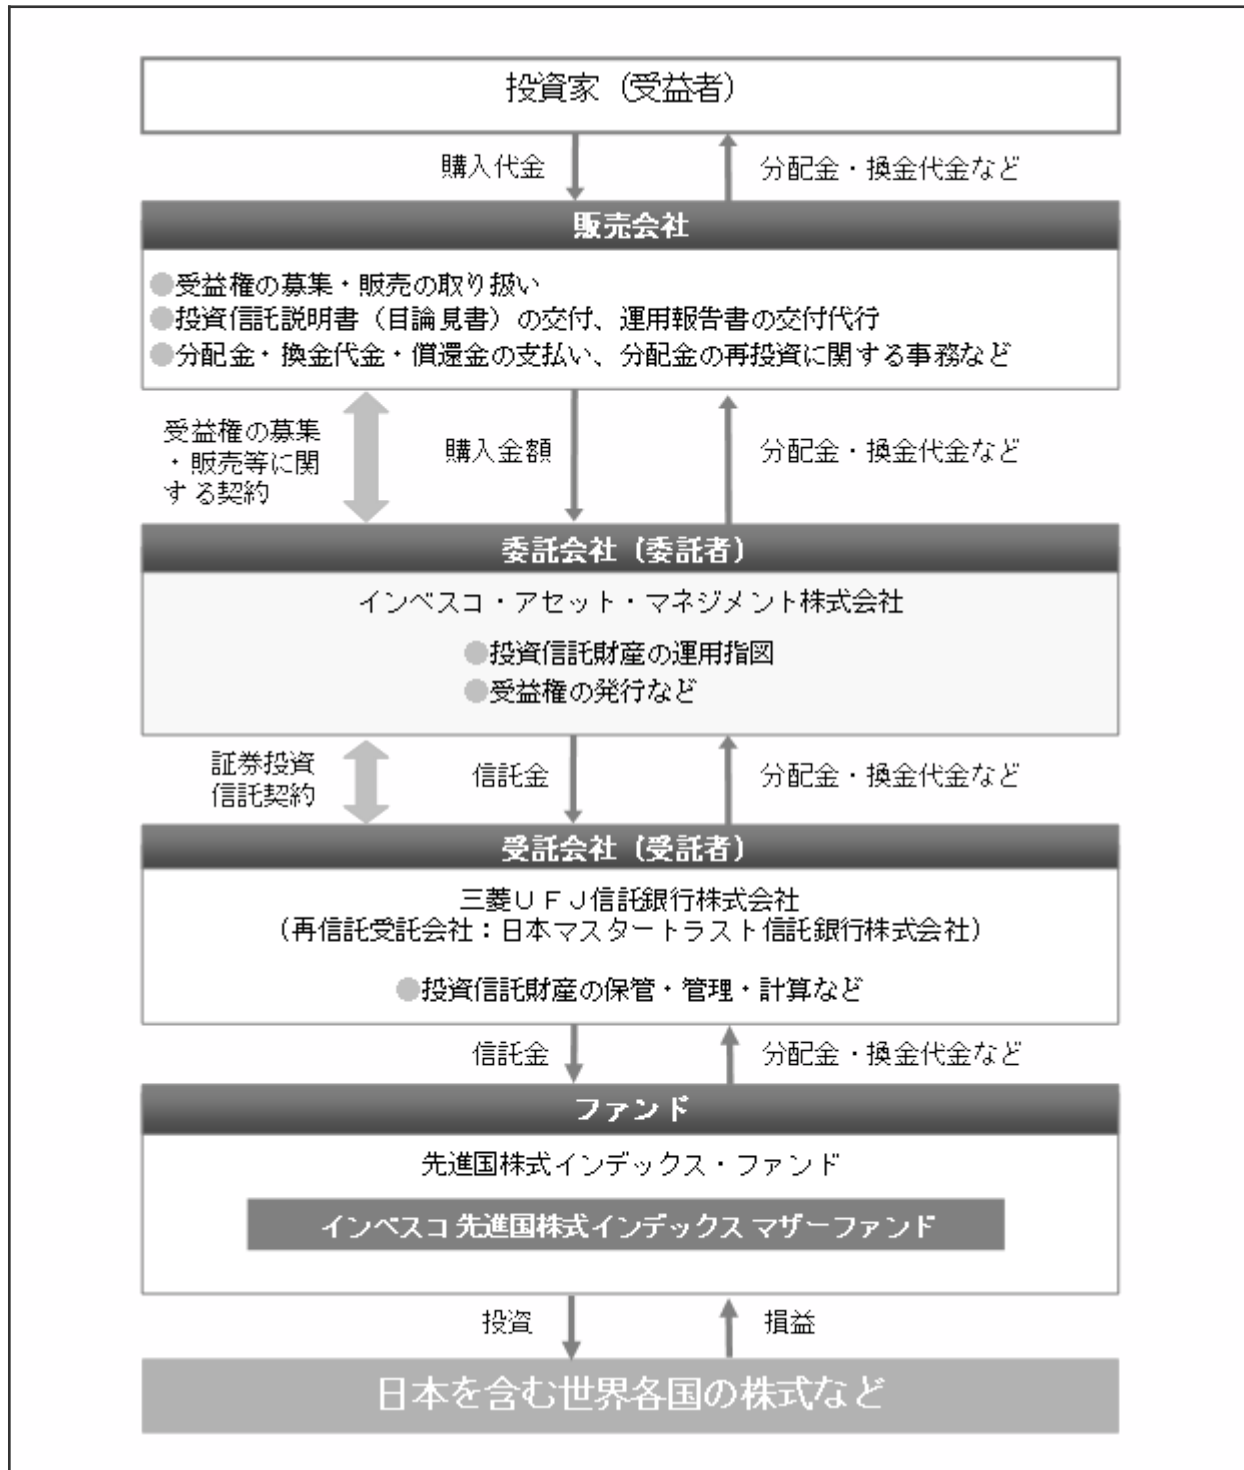 投資家（受益者）
購入代金
分配金・換金代金など
販売会社
●受益権の募集・販売の取り扱い
●投資信託説明書（目論見書）の交付、運用報告書の交付代行
●分配金・換金代金・償還金の支払い、分配金の再投資に関する事務など
受益権の募集
・販売等に関
する契約
購入金額
分配金・換金代金など
委託会社（委託者）
インベスコ・アセット・マネジメント株式会社
●投資信託財産の運用指図
●受益権の発行など
証券投資
信託契約
信託金
分配金・換金代金など
受託会社（受託者）
三菱ＵＦＪ信託銀行株式会社
（再信託受託会社：日本マスタートラスト信託銀行株式会社）
●投資信託財産の保管・管理・計算など
信託金
分配金・換金代金など
ファンド
先進国株式インデックス・ファンド
インベスコ 先進国株式インデックス マザーファンド
投資
損益
日本を含む世界各国の株式など